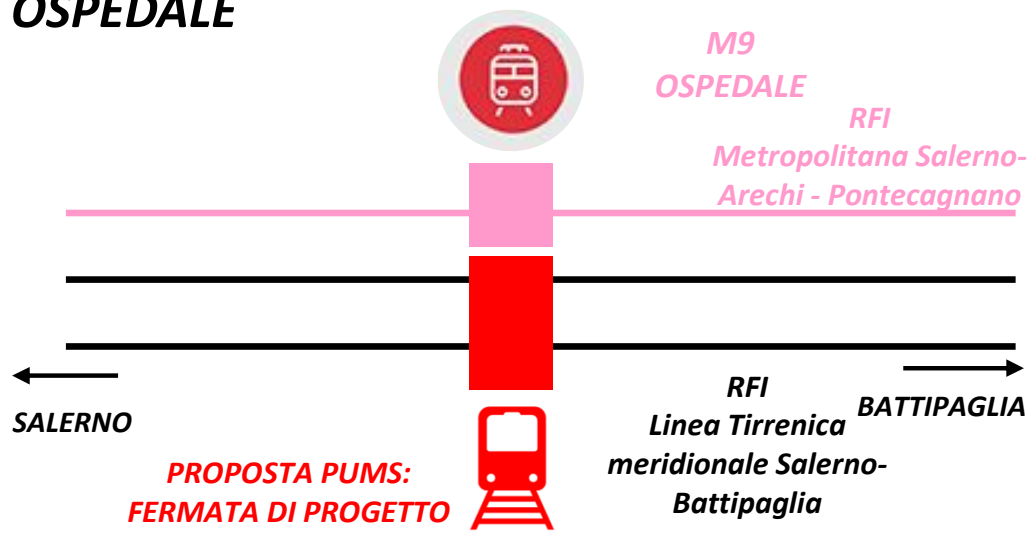 OSPEDALE
M9
OSPEDALE
RFI
Metropolitana Salerno-
Arechi - Pontecagnano
SALERNO
RFI
Linea Tirrenica
meridionale Salerno-
Battipaglia
BATTIPAGLIA
PROPOSTA PUMS:
FERMATA DI PROGETTO